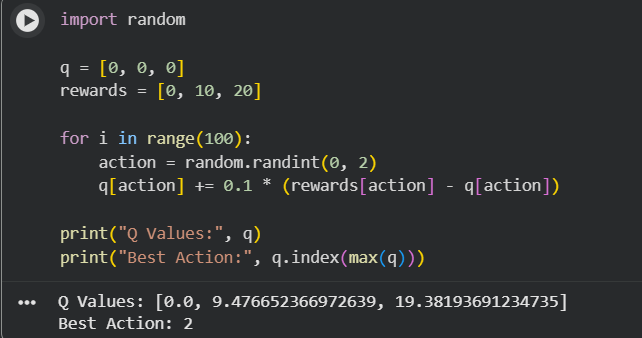 import random
q = [0, 0, 0]
rewards = [0, 10, 20]
for i in range(100):
    action = random.randint(0, 2)
    q[action] += 0.1 * (rewards[action] - q[action])
print("Q Values:", q)
print("Best Action:", q.index(max(q)))
Q Values: [0.0, 9.476652366972639, 19.38193691234735]
Best Action: 2